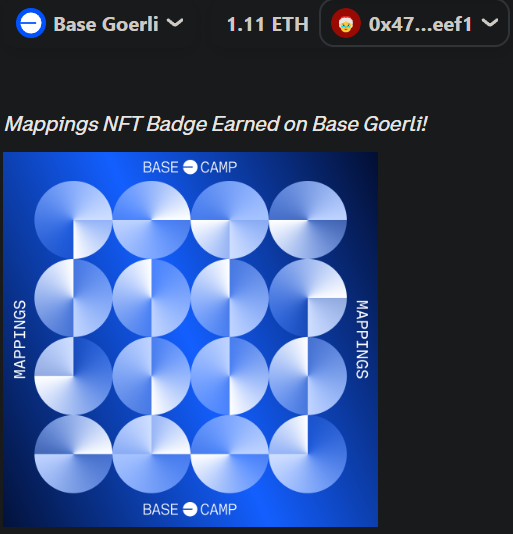 Base Goerli 1.11 ETH 0x47...eef1
Mappings NFT Badge Earned on Base Goerli!
BASE CAMP
MAPPINGS
MAPPINGS
BASE CAMP